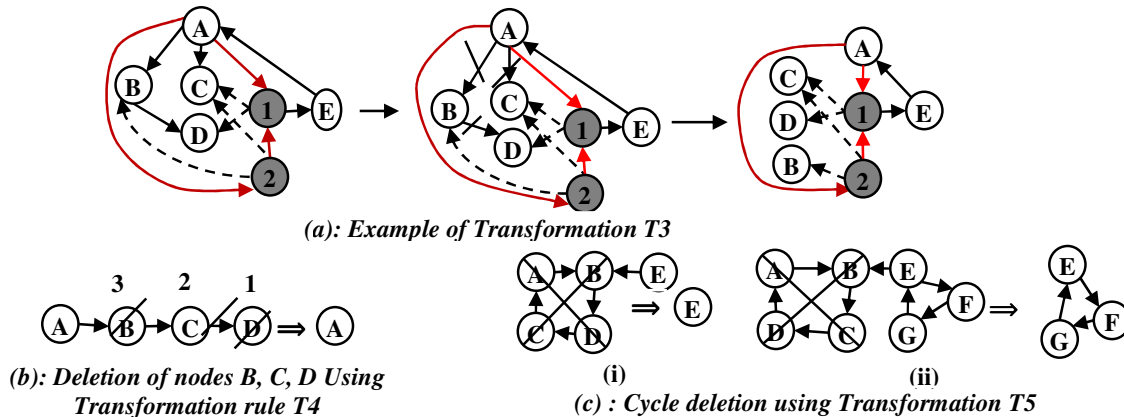 A A A
B C 1 E D 2
B C 1 E D 2
C 1 E D B 2
(a): Example of Transformation T3
3 2 1
A B C D ⇒ A
(b): Deletion of nodes B, C, D Using
Transformation rule T4
A B E
C D ⇒ E
(i)
A B E F
D C G ⇒ E F G
(ii)
(c) : Cycle deletion using Transformation T5